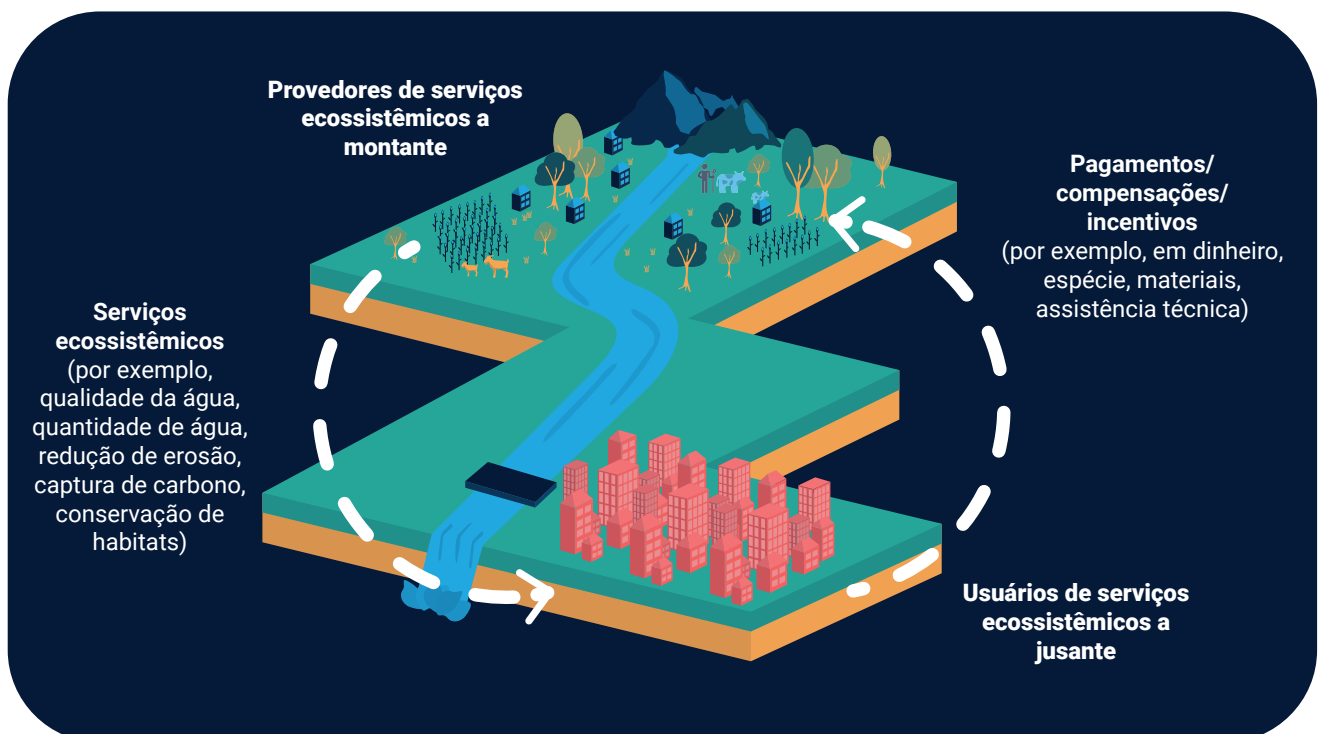 Provedores de serviços
ecossistêmicos a
montante
Pagamentos/
compensações/
incentivos
(por exemplo, em dinheiro,
espécie, materiais,
assistência técnica)
Serviços
ecossistêmicos
(por exemplo,
qualidade da água,
quantidade de água,
redução de erosão,
captura de carbono,
conservação de
habitats)
Usuários de serviços
ecossistêmicos a
jusante